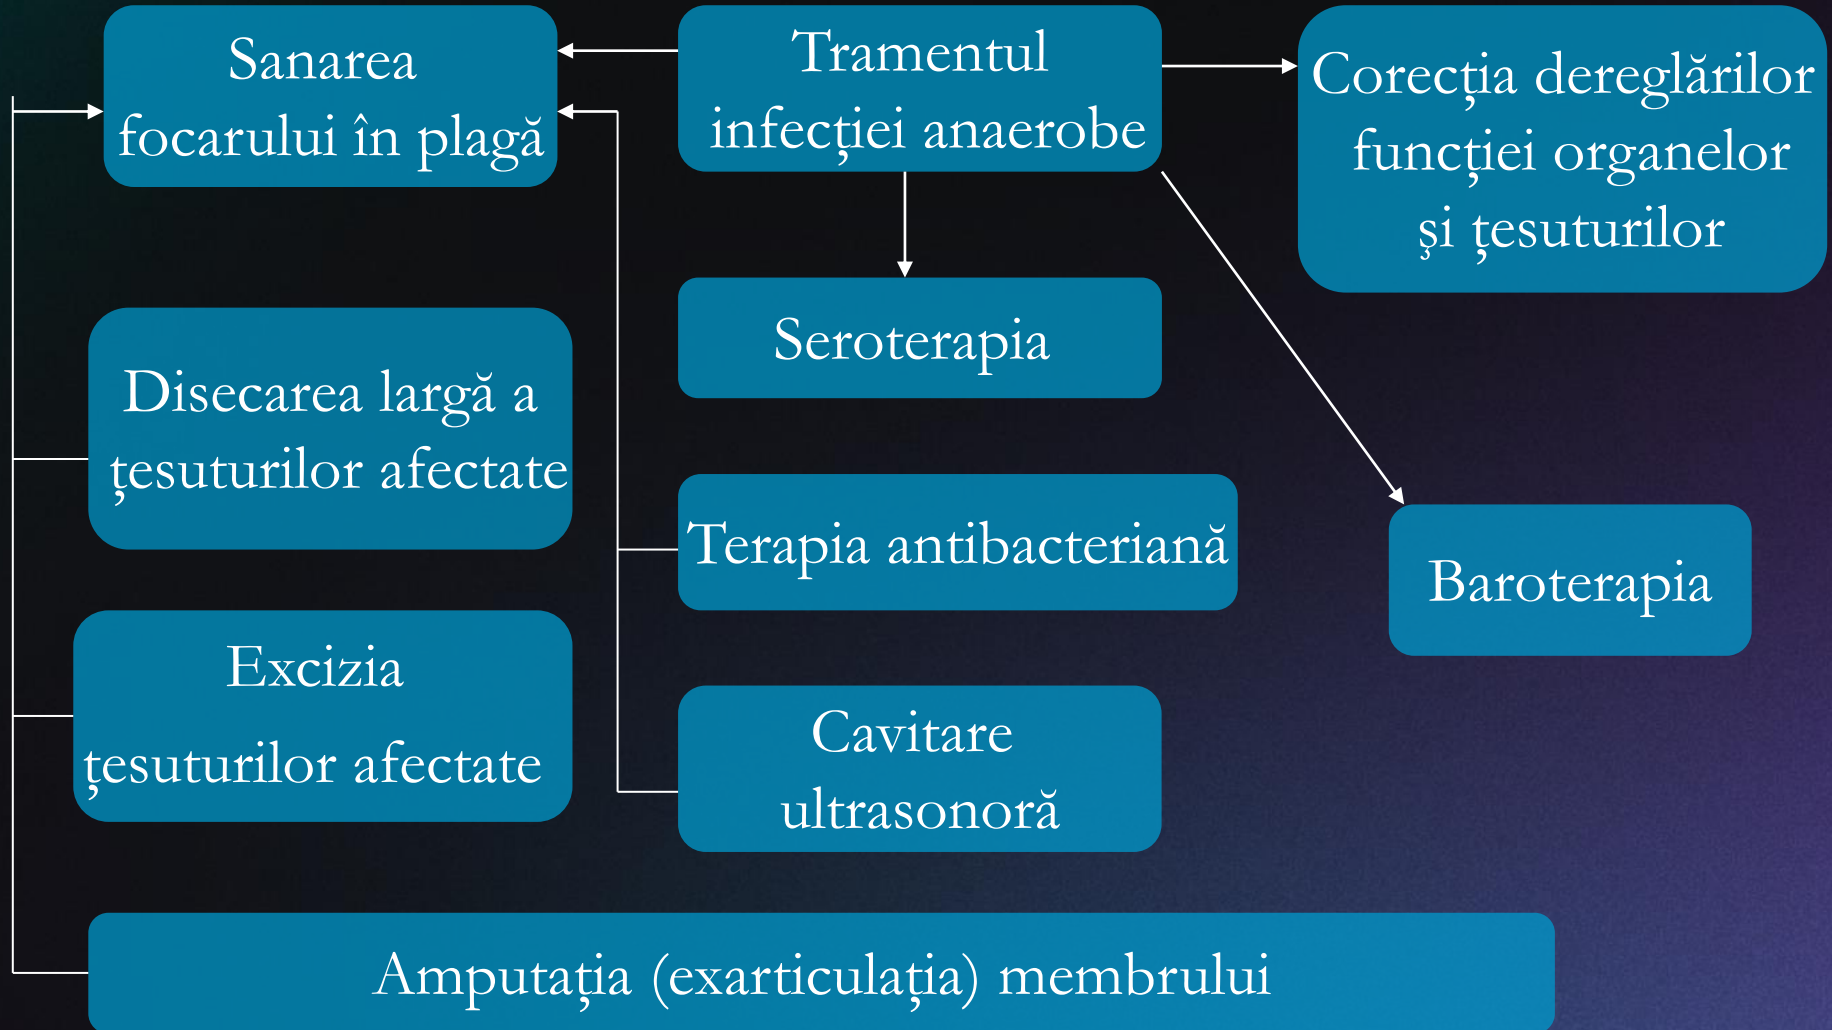 Sanarea
focarului în plagă
Tramentul
infecției anaerobe
Corecția dereglărilor
funcției organelor
şi țesuturilor
Seroterapia
Disecarea largă a
țesuturilor afectate
Terapia antibacteriană
Baroterapia
Excizia
țesuturilor afectate
Cavitare
ultrasonoră
Amputația (exarticulația) membrului